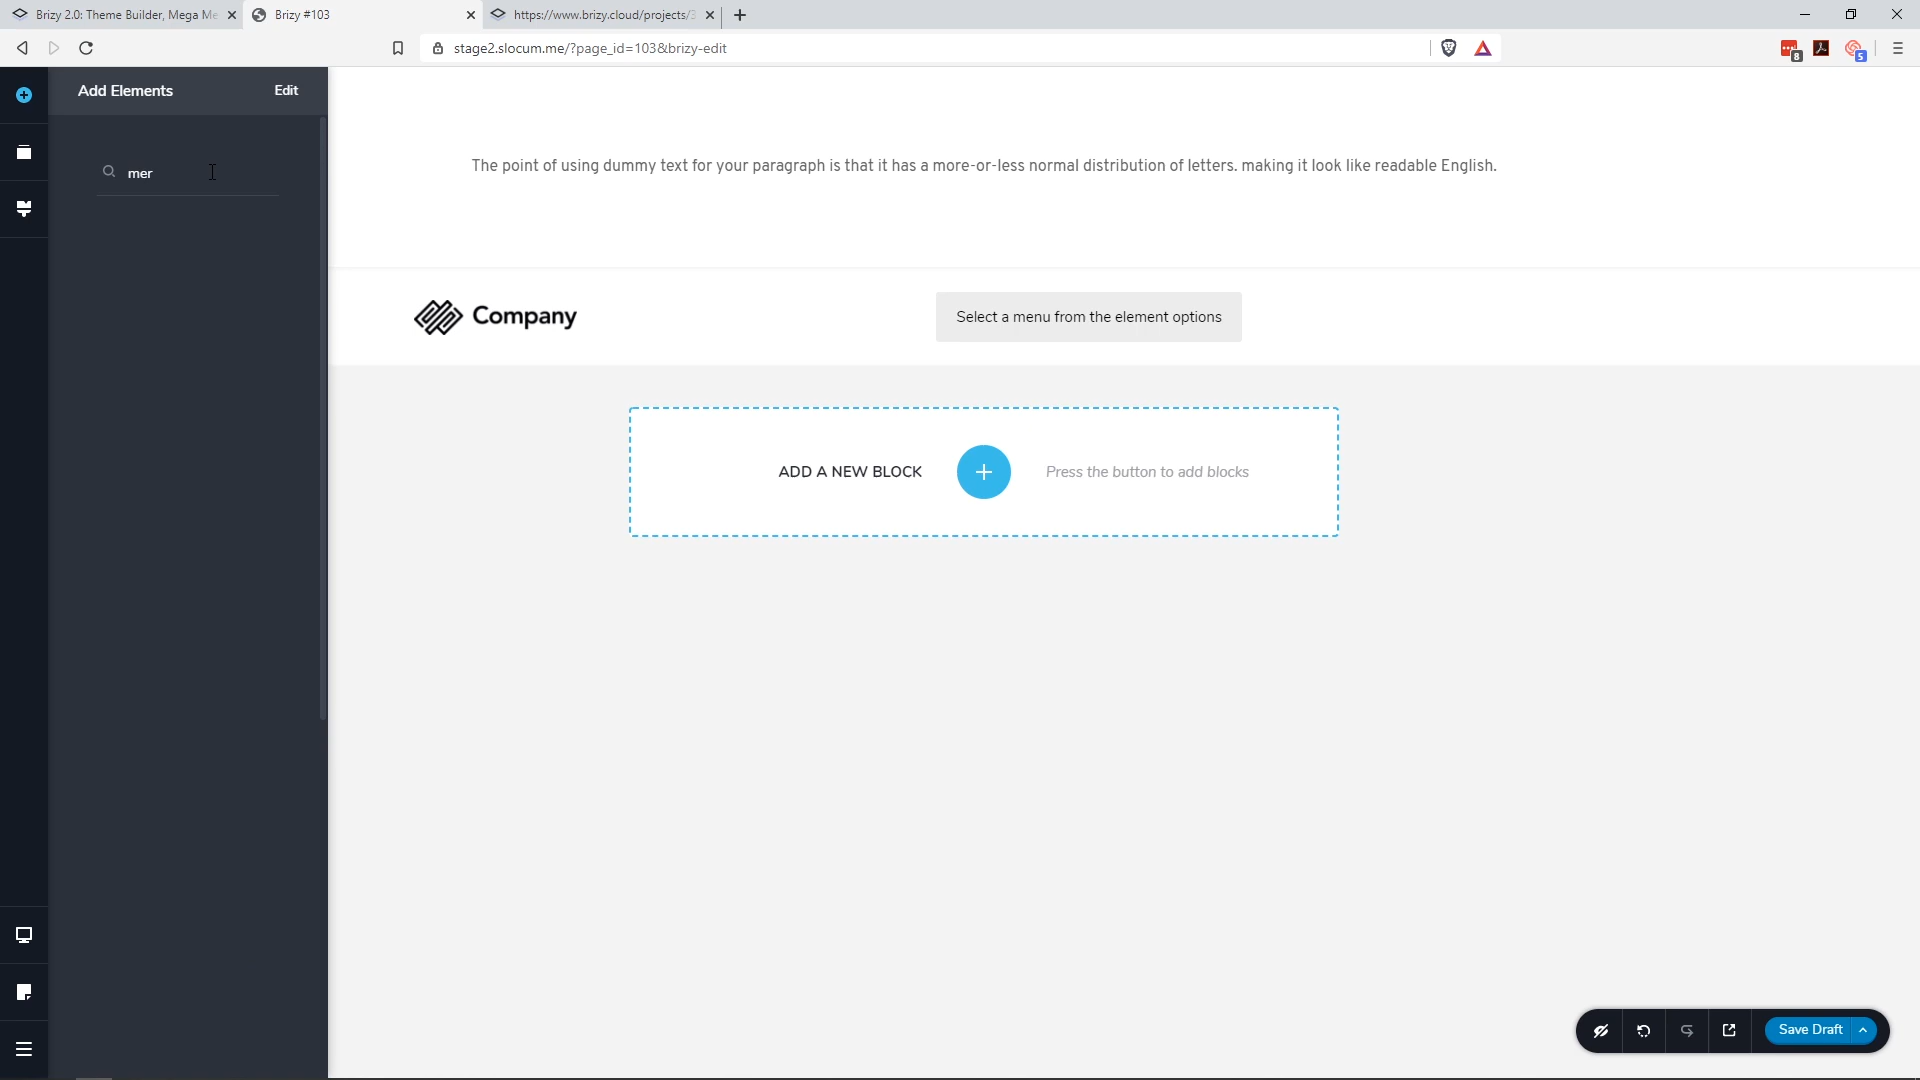 Brizy 2.0: Theme Builder, Mega Me
Brizy #103
https://www.brizy.cloud/projects/3
stage2.slocum.me/?page_id=103&brizy-edit
8
5
Add Elements
Edit
mer
The point of using dummy text for your paragraph is that it has a more-or-less normal distribution of letters. making it look like readable English.
Company
Select a menu from the element options
ADD A NEW BLOCK
Press the button to add blocks
Save Draft